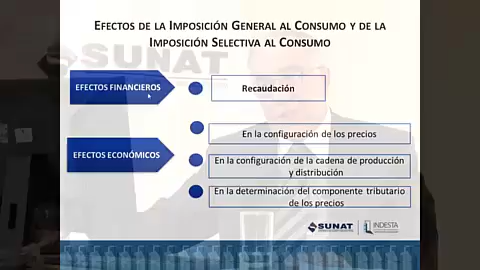 EFECTOS DE LA IMPOSICIÓN GENERAL AL CONSUMO Y DE LA
IMPOSICIÓN SELECTIVA AL CONSUMO
SUNAT
EFECTOS FINANCIEROS
Recaudación
EFECTOS ECONÓMICOS
En la configuración de los precios
En la configuración de la cadena de producción
y distribución
En la determinación del componente tributario
de los precios
SUNAT
INDESTA